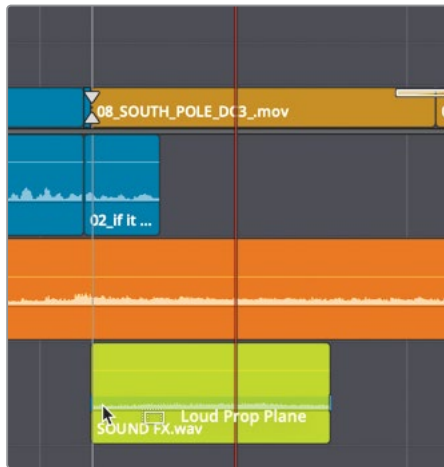 08_SOUTH_POLE_DC3_.mov
02_if it ...
Loud Prop Plane
SOUND FX.wav